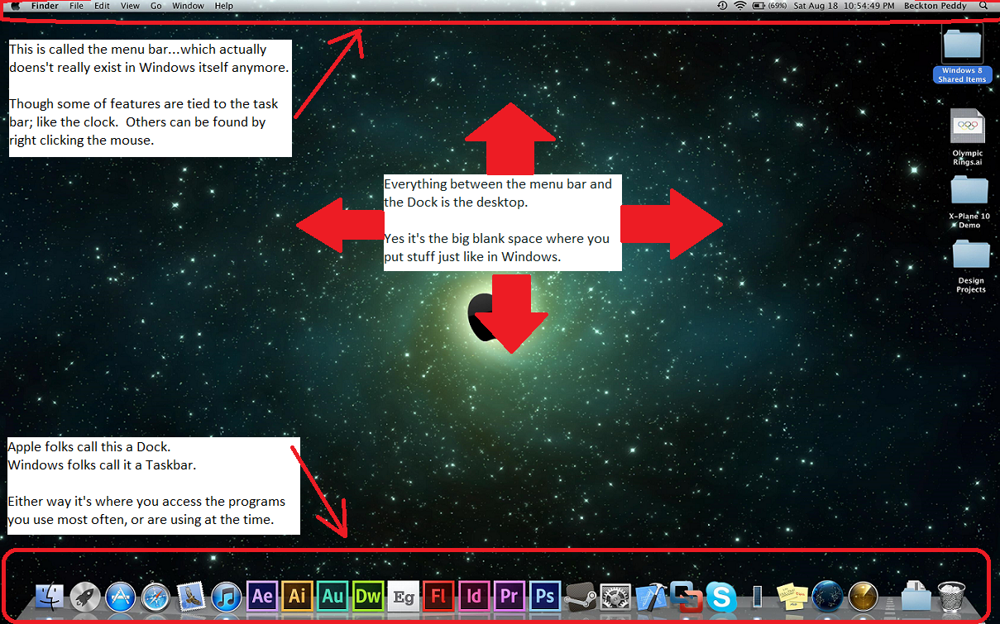 Finder File Edit View Go Window Help (69%) Sat Aug 18 10:54:49 PM Beckton Peddy
This is called the menu bar...which actually
doens't really exist in Windows itself anymore.
Though some of features are tied to the task
bar; like the clock.  Others can be found by
right clicking the mouse.
Windows 8
Shared Items
Olympic
Rings.ai
X-Plane 10
Demo
Design
Projects
Everything between the menu bar and
the Dock is the desktop.
Yes it's the big blank space where you
put stuff just like in Windows.
Apple folks call this a Dock.
Windows folks call it a Taskbar.
Either way it's where you access the programs
you use most often, or are using at the time.
Ae Ai Au Dw Eg Fl Id Pr Ps S